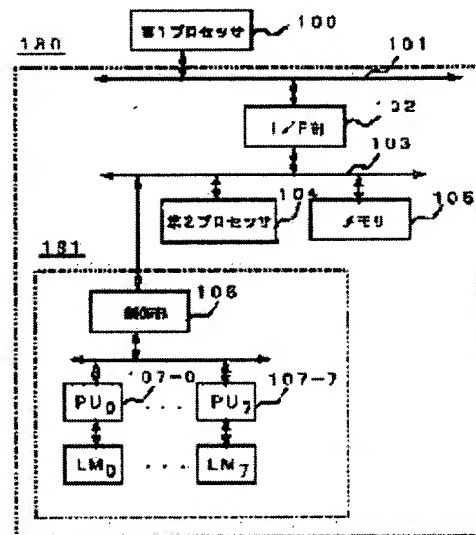 180
第1プロセッサ
100
101
I/F部
102
103
第2プロセッサ
104
メモリ
105
181
制御部
106
107-0
107-7
PU0
. . .
PU7
LM0
. . .
LM7